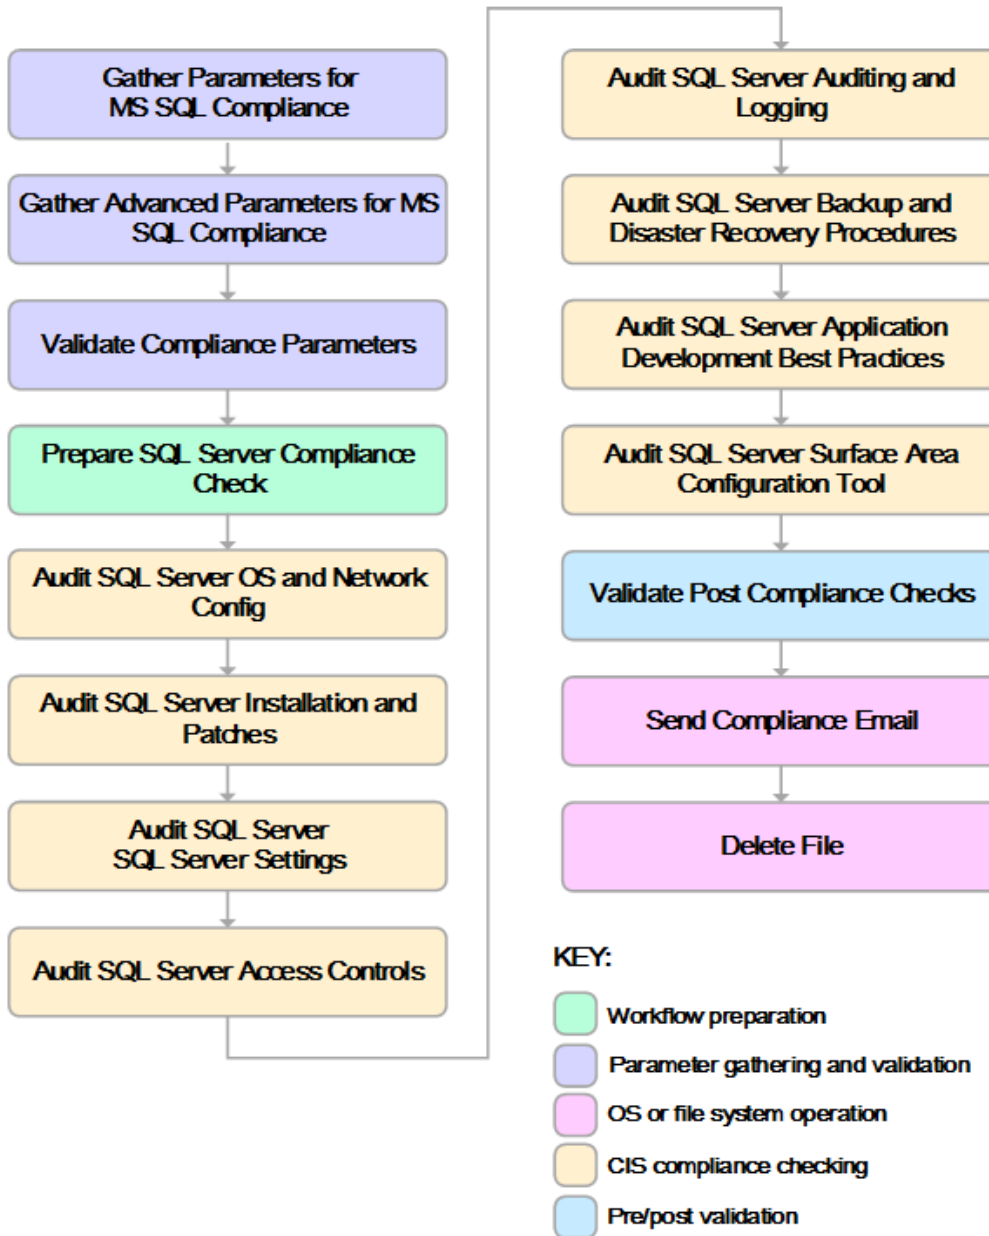 Gather Parameters for
MS SQL Compliance
Gather Advanced Parameters for MS
SQL Compliance
Validate Compliance Parameters
Prepare SQL Server Compliance
Check
Audit SQL Server OS and Network
Config
Audit SQL Server Installation and
Patches
Audit SQL Server
SQL Server Settings
Audit SQL Server Access Controls
Audit SQL Server Auditing and
Logging
Audit SQL Server Backup and
Disaster Recovery Procedures
Audit SQL Server Application
Development Best Practices
Audit SQL Server Surface Area
Configuration Tool
Validate Post Compliance Checks
Send Compliance Email
Delete File
KEY:
Workflow preparation
Parameter gathering and validation
OS or file system operation
CIS compliance checking
Pre/post validation